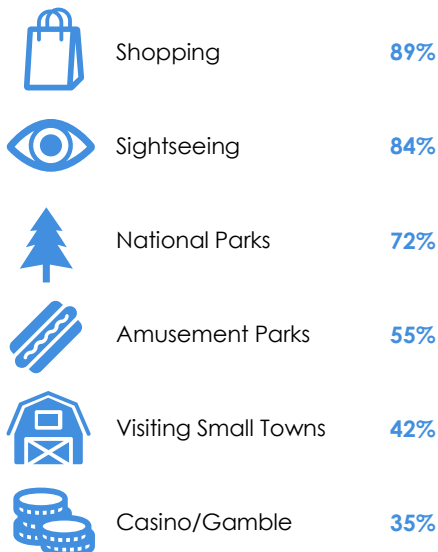 Shopping 89%
Sightseeing 84%
National Parks 72%
Amusement Parks 55%
Visiting Small Towns 42%
Casino/Gamble 35%